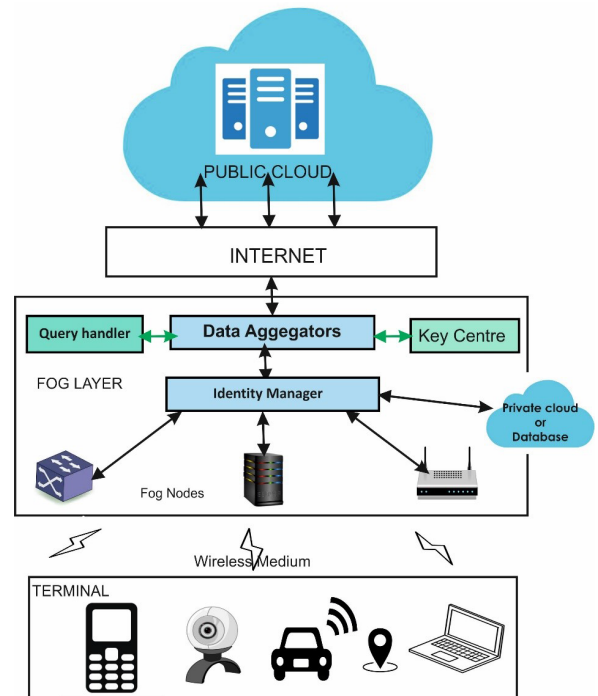 PUBLIC CLOUD
INTERNET
Query handler
Data Aggegators
Key Centre
FOG LAYER
Identity Manager
Private cloud
or
Database
Fog Nodes
Wireless Medium
TERMINAL